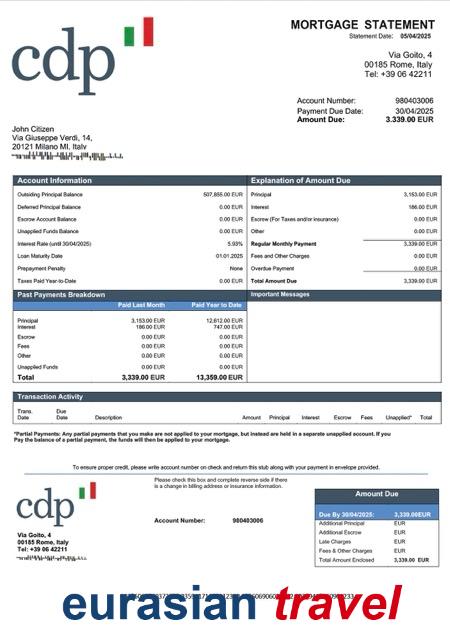 cdp
MORTGAGE STATEMENT
Statement Date: 05/04/2025
Via Goito, 4
00185 Rome, Italy
Tel: +39 06 42211
Account Number: 980403006
Payment Due Date: 30/04/2025
Amount Due: 3.339.00 EUR
John Citizen
Via Giuseppe Verdi, 14,
20121 Milano MI, Italv
Account Information
Outsiding Principal Balance 507,855.00 EUR
Deferred Principal Balance 0.00 EUR
Escrow Account Balance 0.00 EUR
Unapplied Funds Balance 0.00 EUR
Interest Rate (until 30/04/2025) 5.93%
Loan Maturity Date 01.01.2025
Prepayment Penalty None
Taxes Paid Year-to-Date 0.00 EUR
Explanation of Amount Due
Principal 3,153.00 EUR
Interest 186.00 EUR
Escrow (For Taxes and/or insurance) 0.00 EUR
Other 0.00 EUR
Regular Monthly Payment 3,339.00 EUR
Fees and Other Charges 0.00 EUR
Overdue Payment 0.00 EUR
Total Amount Due 3,339.00 EUR
Past Payments Breakdown
Paid Last Month Paid Year to Date
Principal 3,153.00 EUR 12,612.00 EUR
Interest 186.00 EUR 747.00 EUR
Escrow 0.00 EUR 0.00 EUR
Fees 0.00 EUR 0.00 EUR
Other 0.00 EUR 0.00 EUR
Unapplied Funds 0.00 EUR 0.00 EUR
Total 3,339.00 EUR 13,359.00 EUR
Important Messages
Transaction Activity
Trans. Date Due Date Description Amount Principal Interest Escrow Fees Unapplied* Total
*Partial Payments: Any partial payments that you make are not applied to your mortgage, but instead are held in a separate unapplied account. If you
Pay the balance of a partial payment, the funds will then be applied to your mortgage.
To ensure proper credit, please write account number on check and return this stub along with your payment in envelope provided.
cdp
Please check this box and complete reverse side if there
is a change in billing address or insurance information.
Via Goito, 4
00185 Rome, Italy
Tel: +39 06 42211
Account Number: 980403006
Amount Due
Due By 30/04/2025: 3,339.00EUR
Additional Principal EUR
Additional Escrow EUR
Late Charges EUR
Fees & Other Charges EUR
Total Amount Enclosed 3,339.00 EUR
eurasian travel